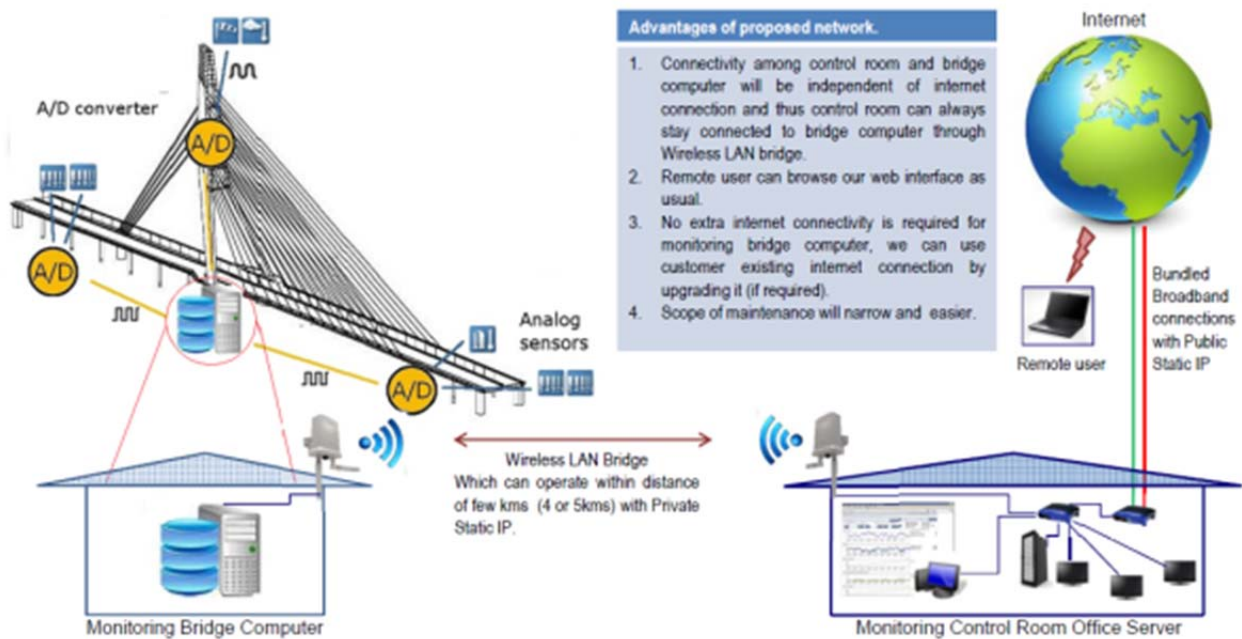 A/D converter
A/D
A/D
A/D
Analog
sensors
Advantages of proposed network.
1. Connectivity among control room and bridge
computer will be independent of internet
connection and thus control room can always
stay connected to bridge computer through
Wireless LAN bridge.
2. Remote user can browse our web interface as
usual.
3. No extra internet connectivity is required for
monitoring bridge computer, we can use
customer existing internet connection by
upgrading it (if required).
4. Scope of maintenance will narrow and easier.
Internet
Remote user
Bundled
Broadband
connections
with Public
Static IP
Wireless LAN Bridge
Which can operate within distance
of few kms (4 or 5kms) with Private
Static IP.
Monitoring Bridge Computer
Monitoring Control Room Office Server